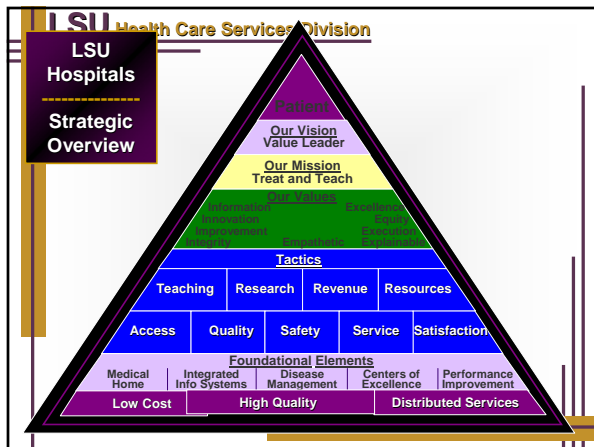 LSU Health Care Services Division
LSU
Hospitals
---------------
Strategic
Overview
Patient
Our Vision
Value Leader
Our Mission
Treat and Teach
Our Values
Information Excellence
Innovation Equity
Improvement Execution
Integrity Empathetic Explainable
Tactics
Teaching Research Revenue Resources
Access Quality Safety Service Satisfaction
Foundational Elements
Medical Integrated Disease Centers of Performance
Home Info Systems Management Excellence Improvement
Low Cost High Quality Distributed Services